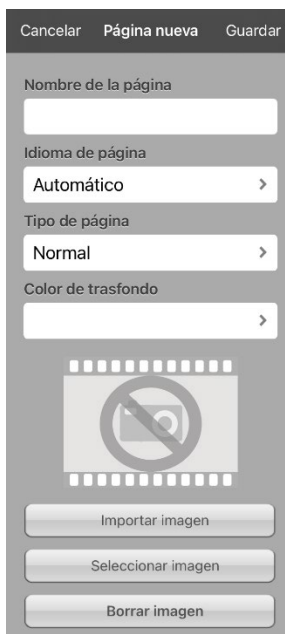 Cancelar Página nueva Guardar
Nombre de la página
Idioma de página
Automático
Tipo de página
Normal
Color de trasfondo
Importar imagen
Seleccionar imagen
Borrar imagen